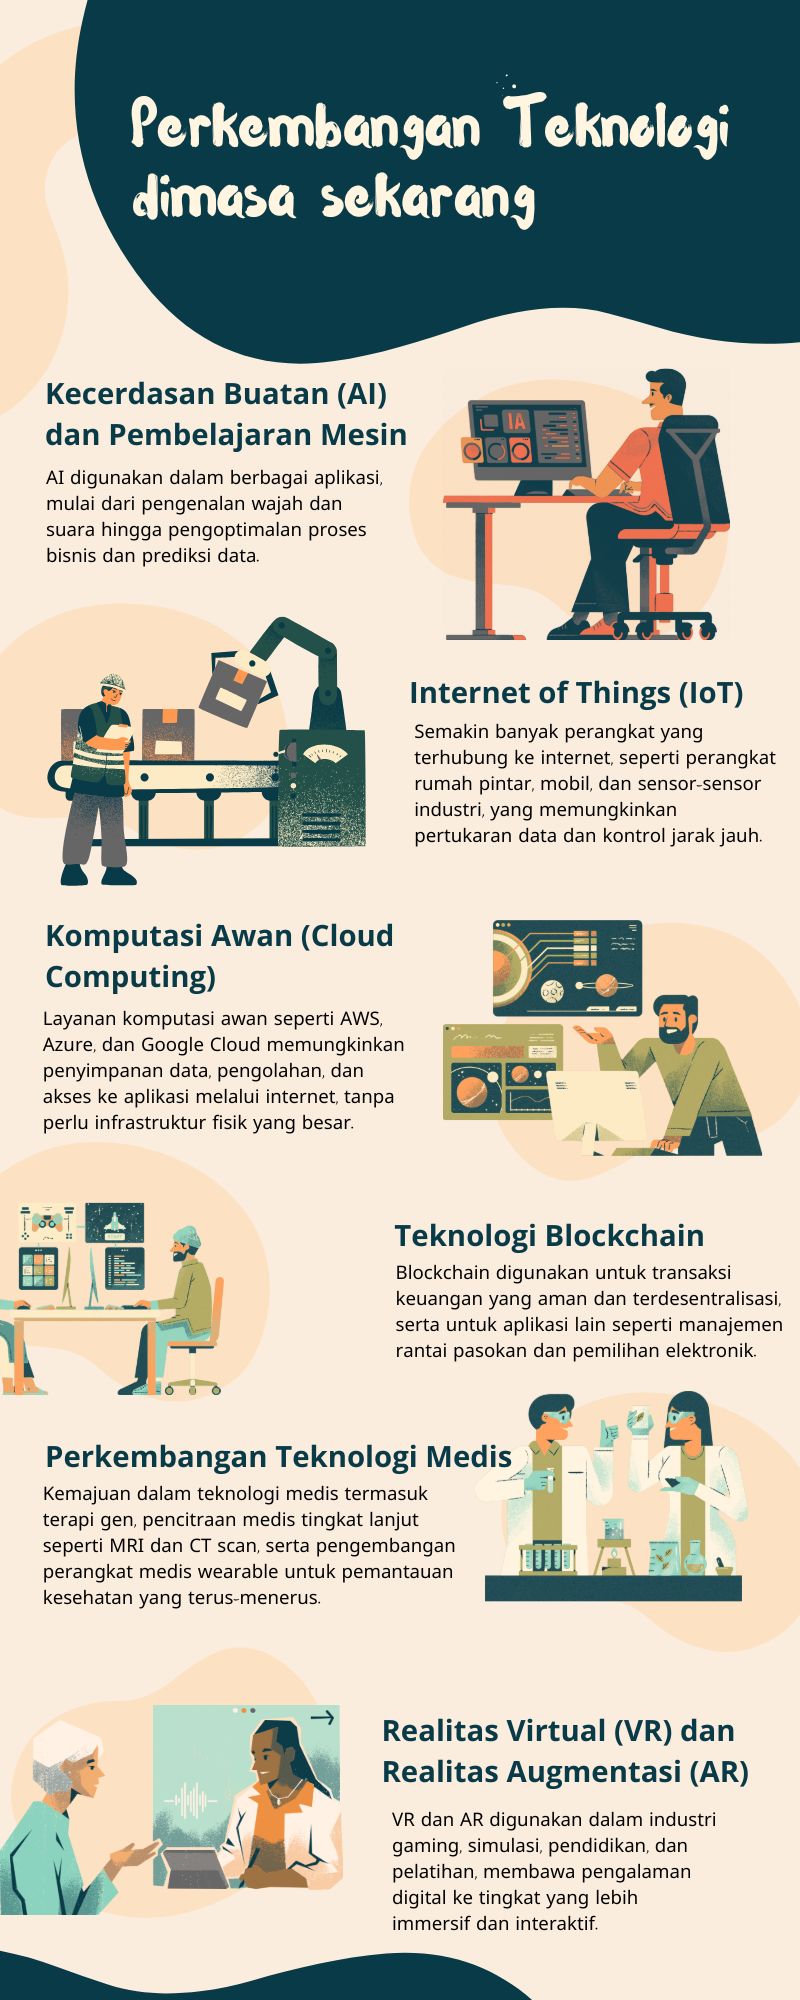 Perkembangan Teknologi
dimasa sekarang
Kecerdasan Buatan (AI)
dan Pembelajaran Mesin
AI digunakan dalam berbagai aplikasi,
mulai dari pengenalan wajah dan
suara hingga pengoptimalan proses
bisnis dan prediksi data.
IA
Internet of Things (IoT)
Semakin banyak perangkat yang
terhubung ke internet, seperti perangkat
rumah pintar, mobil, dan sensor-sensor
industri, yang memungkinkan
pertukaran data dan kontrol jarak jauh.
Komputasi Awan (Cloud
Computing)
Layanan komputasi awan seperti AWS,
Azure, dan Google Cloud memungkinkan
penyimpanan data, pengolahan, dan
akses ke aplikasi melalui internet, tanpa
perlu infrastruktur fisik yang besar.
Teknologi Blockchain
Blockchain digunakan untuk transaksi
keuangan yang aman dan terdesentralisasi,
serta untuk aplikasi lain seperti manajemen
rantai pasokan dan pemilihan elektronik.
Perkembangan Teknologi Medis
Kemajuan dalam teknologi medis termasuk
terapi gen, pencitraan medis tingkat lanjut
seperti MRI dan CT scan, serta pengembangan
perangkat medis wearable untuk pemantauan
kesehatan yang terus-menerus.
Realitas Virtual (VR) dan
Realitas Augmentasi (AR)
VR dan AR digunakan dalam industri
gaming, simulasi, pendidikan, dan
pelatihan, membawa pengalaman
digital ke tingkat yang lebih
immersif dan interaktif.